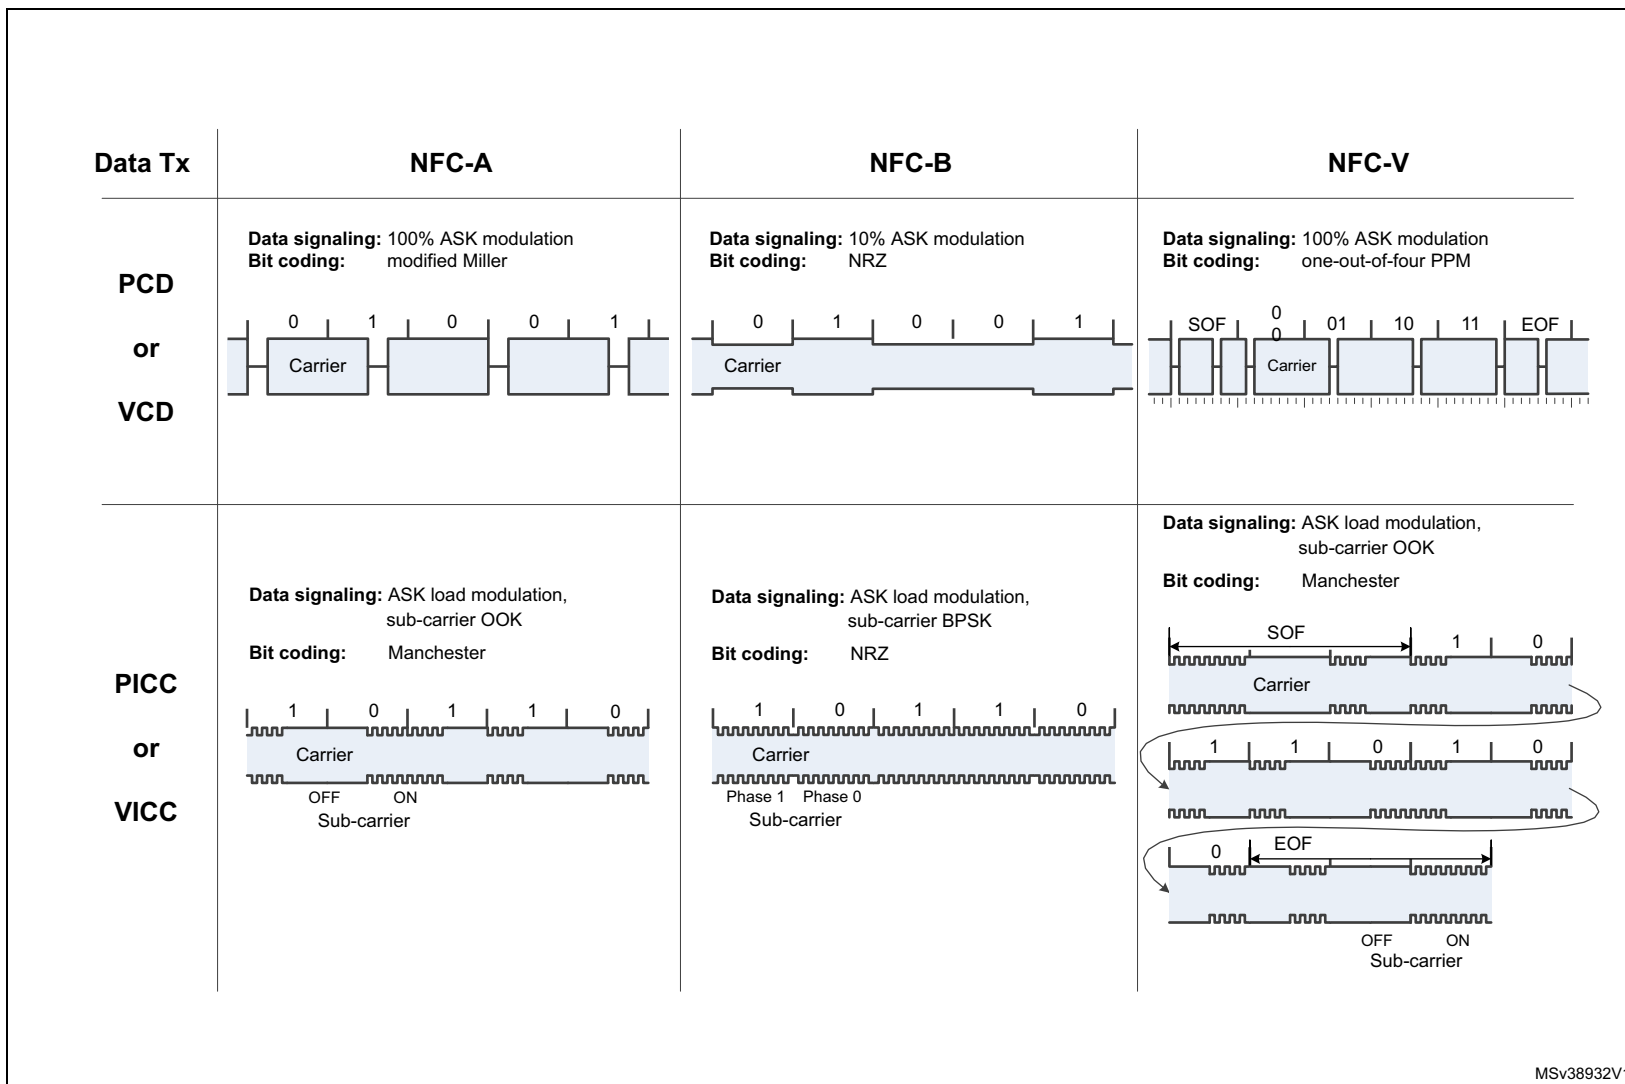 Data Tx
NFC-A
NFC-B
NFC-V
PCD
or
VCD
Data signaling: 100% ASK modulation
Bit coding: modified Miller
0 1 0 0 1
Carrier
Data signaling: 10% ASK modulation
Bit coding: NRZ
0 1 0 0 1
Carrier
Data signaling: 100% ASK modulation
Bit coding: one-out-of-four PPM
SOF 0
0 01 10 11 EOF
Carrier
PICC
or
VICC
Data signaling: ASK load modulation,
sub-carrier OOK
Bit coding: Manchester
1 0 1 1 0
Carrier
OFF ON
Sub-carrier
Data signaling: ASK load modulation,
sub-carrier BPSK
Bit coding: NRZ
1 0 1 1 0
Carrier
Phase 1 Phase 0
Sub-carrier
Data signaling: ASK load modulation,
sub-carrier OOK
Bit coding: Manchester
SOF 1 0
Carrier
1 1 0 1 0
0 EOF
OFF ON
Sub-carrier
MSv38932V1